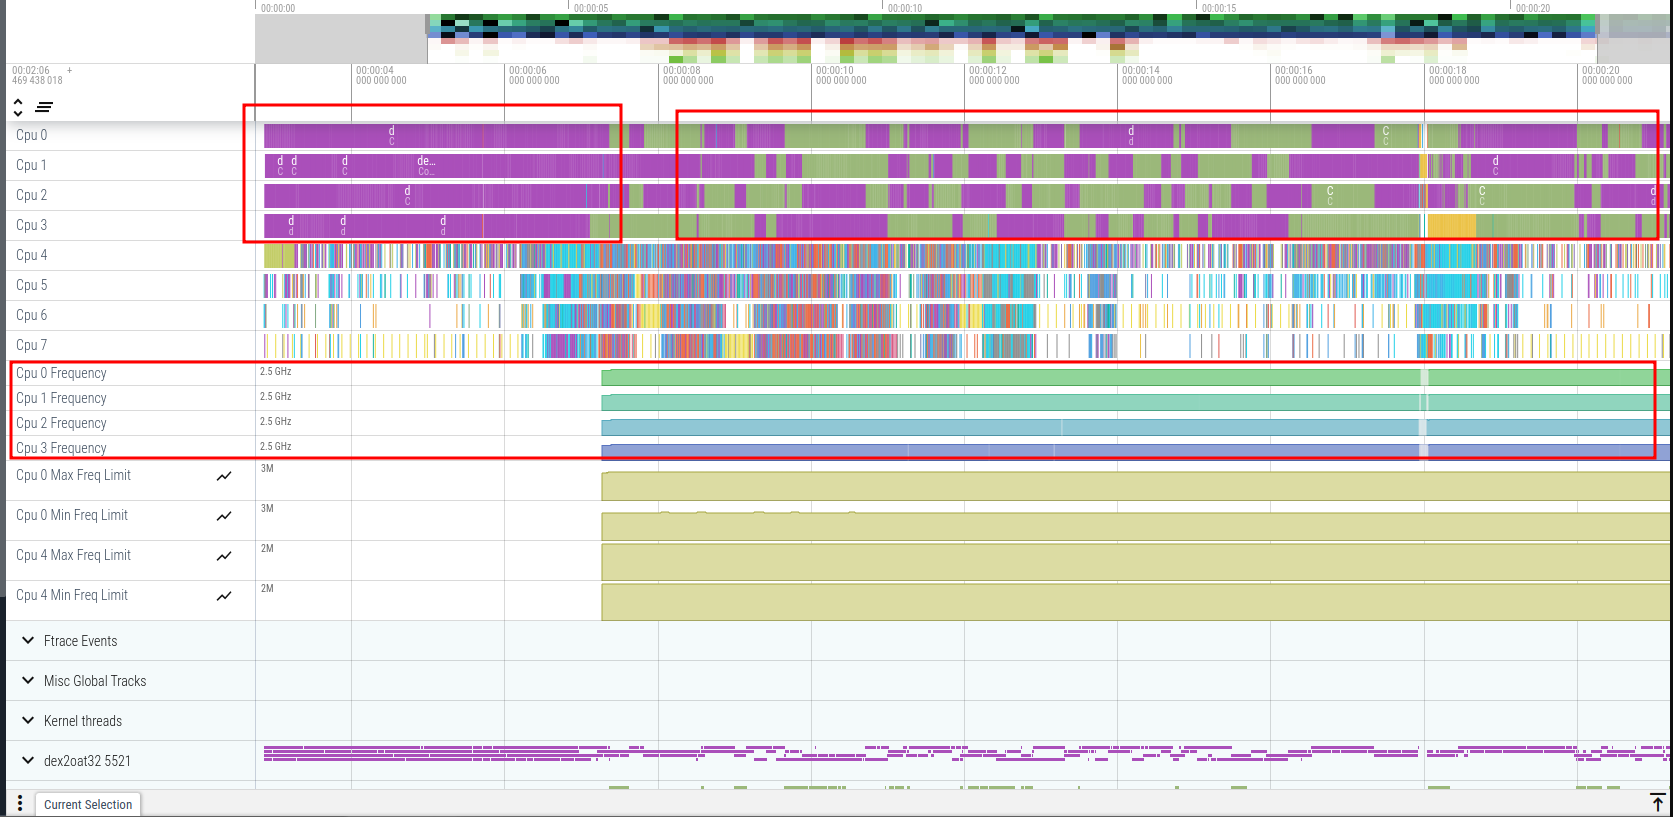 00:00:00 00:00:05 00:00:10 00:00:15 00:00:20
00:02:06 + 00:00:04 00:00:06 00:00:08 00:00:10 00:00:12 00:00:14 00:00:16 00:00:18 00:00:20
469 438 018 000 000 000 000 000 000 000 000 000 000 000 000 000 000 000 000 000 000 000 000 000 000 000 000 000 000 000
Cpu 0 d C d d C C
Cpu 1 d C d C d C de... Co... d C
Cpu 2 d C C C d d
Cpu 3 d d d d d d
Cpu 4
Cpu 5
Cpu 6
Cpu 7
Cpu 0 Frequency 2.5 GHz
Cpu 1 Frequency 2.5 GHz
Cpu 2 Frequency 2.5 GHz
Cpu 3 Frequency 2.5 GHz
Cpu 0 Max Freq Limit 3M
Cpu 0 Min Freq Limit 3M
Cpu 4 Max Freq Limit 2M
Cpu 4 Min Freq Limit 2M
Ftrace Events
Misc Global Tracks
Kernel threads
dex2oat32 5521
Current Selection